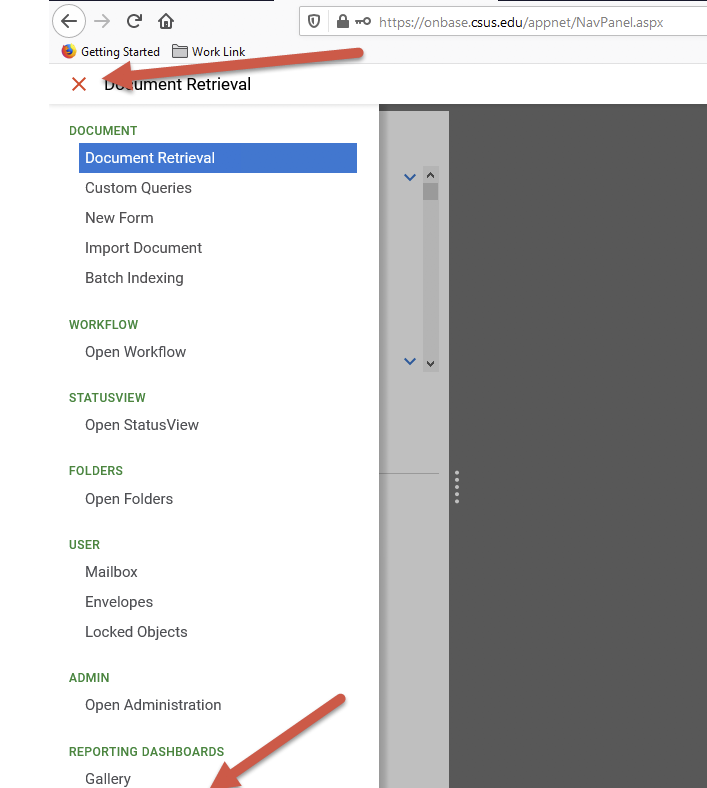 https://onbase.csus.edu/appnet/NavPanel.aspx
Getting Started Work Link
Document Retrieval
DOCUMENT
Document Retrieval
Custom Queries
New Form
Import Document
Batch Indexing
WORKFLOW
Open Workflow
STATUSVIEW
Open StatusView
FOLDERS
Open Folders
USER
Mailbox
Envelopes
Locked Objects
ADMIN
Open Administration
REPORTING DASHBOARDS
Gallery